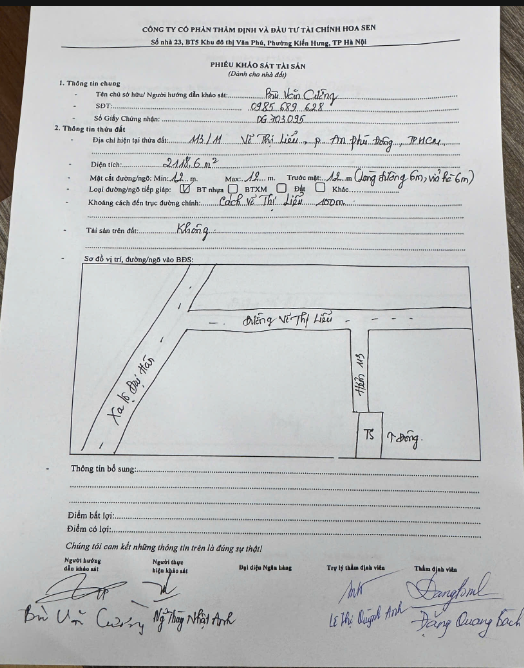 CÔNG TY CỔ PHẦN THẨM ĐỊNH VÀ ĐẦU TƯ TÀI CHÍNH HOA SEN
Số nhà 23, BT5 Khu đô thị Văn Phú, Phường Kiến Hưng, TP Hà Nội
PHIẾU KHẢO SÁT TÀI SẢN
(Dành cho nhà đất)
1. Thông tin chung
- Tên chủ sở hữu/ Người hướng dẫn khảo sát: Bùi Văn Cường
- SĐT: 0985 689 628
- Số Giấy Chứng nhận: DG 703095
2. Thông tin thửa đất
- Địa chỉ hiện tại thửa đất: 113/11 Võ Thị Liễu, p. An Phú Đông, TPHCM
- Diện tích: 2118.6 m²
- Mặt cắt đường/ngõ: Min: 12 m. Max: 12 m. Trước mặt: 12 m (lòng đường 6m, vỉa hè 6m)
- Loại đường/ngõ tiếp giáp: BT nhựa BTXM Đất Khác
- Khoảng cách đến trục đường chính: Cách Võ Thị Liễu 150m
- Tài sản trên đất: Không
- Sơ đồ vị trí, đường/ngõ vào BĐS:
Đường Võ Thị Liễu
Xa lộ Đại Hàn
Hẻm 113
TS
↑ Đông
- Thông tin bổ sung:
Điểm bất lợi:
Điểm có lợi:
Chúng tôi cam kết những thông tin trên là đúng sự thật!
Người hướng dẫn khảo sát Người thực hiện khảo sát Đại diện Ngân hàng Trợ lý thẩm định viên Thẩm định viên
Bùi Văn Cường Nhật Anh Lê Thị Quỳnh Anh Đặng Quang Bách